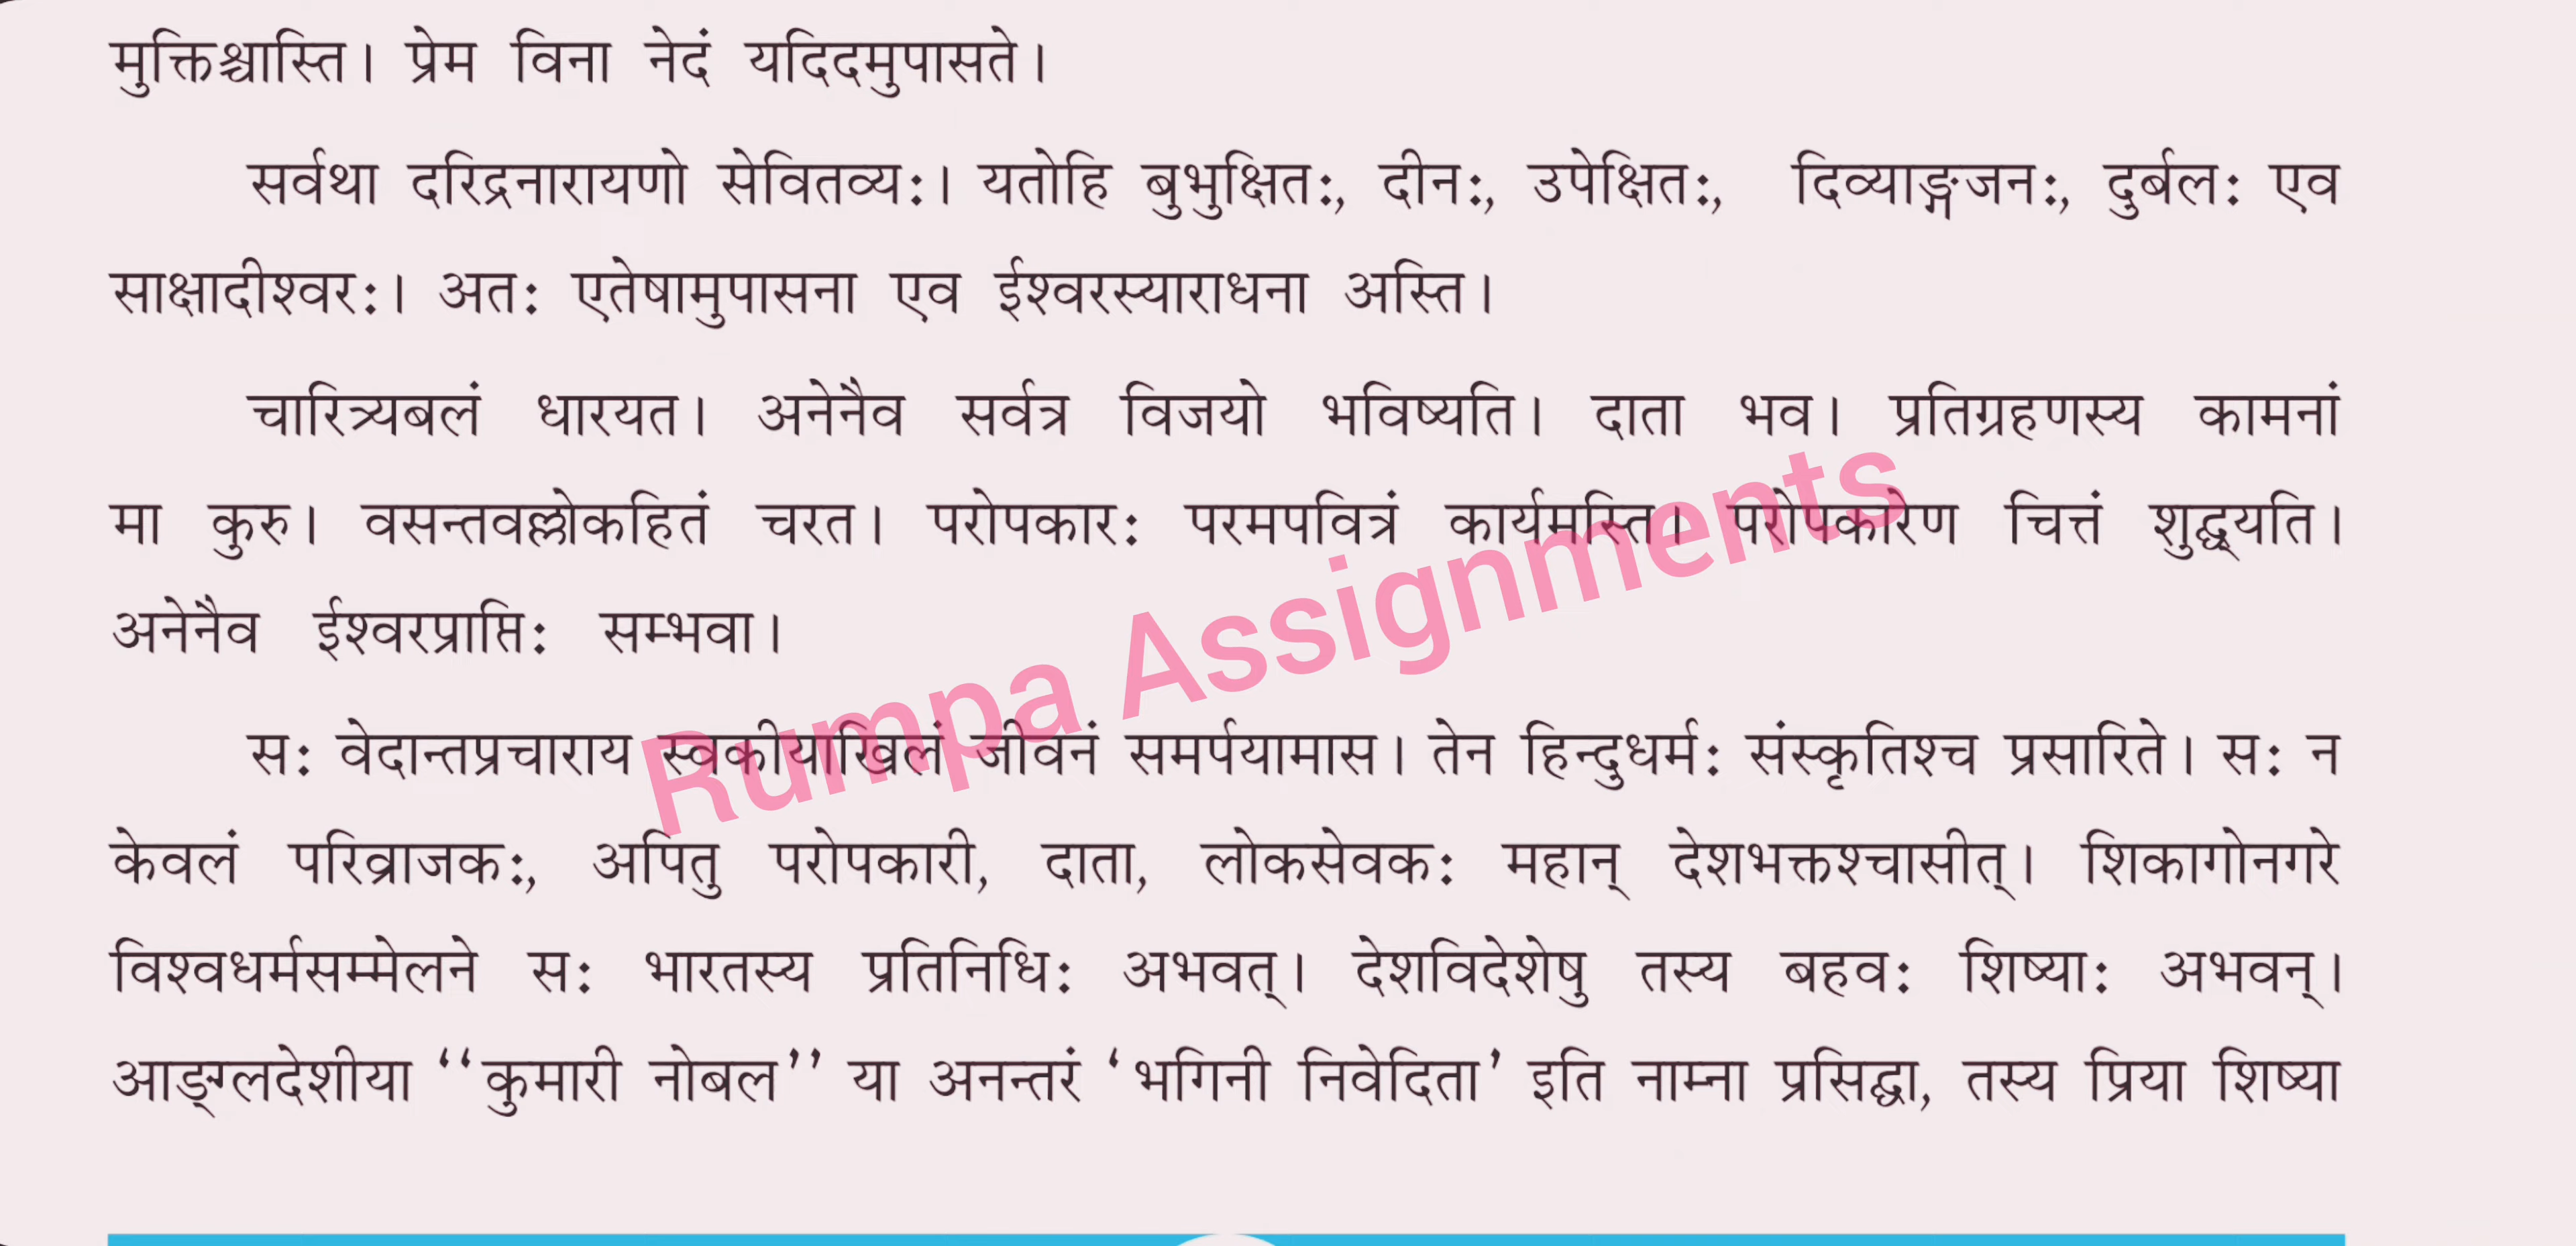 मुक्तिश्चास्ति। प्रेम विना नेदं यदिदमुपासते।
सर्वथा दरिद्रनारायणो सेवितव्यः। यतोहि बुभुक्षितः, दीनः, उपेक्षितः, दिव्याङ्गजनः, दुर्बलः एव
साक्षादीश्वरः। अतः एतेषामुपासना एव ईश्वरस्याराधना अस्ति।
चारित्र्यबलं धारयत। अनेनैव सर्वत्र विजयो भविष्यति। दाता भव। प्रतिग्रहणस्य कामनां
मा कुरु। वसन्तवल्लोकहितं चरत। परोपकारः परमपवित्रं कार्यमस्ति। परोपकारेण चित्तं शुद्ध्यति।
अनेनैव ईश्वरप्राप्तिः सम्भवा।
सः वेदान्तप्रचाराय स्वकीयाखिलं जीवनं समर्पयामास। तेन हिन्दुधर्मः संस्कृतिश्च प्रसारिते। सः न
केवलं परिव्राजकः, अपितु परोपकारी, दाता, लोकसेवकः महान् देशभक्तश्चासीत्। शिकागोनगरे
विश्वधर्मसम्मेलने सः भारतस्य प्रतिनिधिः अभवत्। देशविदेशेषु तस्य बहवः शिष्याः अभवन्।
आङ्ग्लदेशीया ‘‘कुमारी नोबल’’ या अनन्तरं ‘भगिनी निवेदिता’ इति नाम्ना प्रसिद्धा, तस्य प्रिया शिष्या
Rumpa Assignments